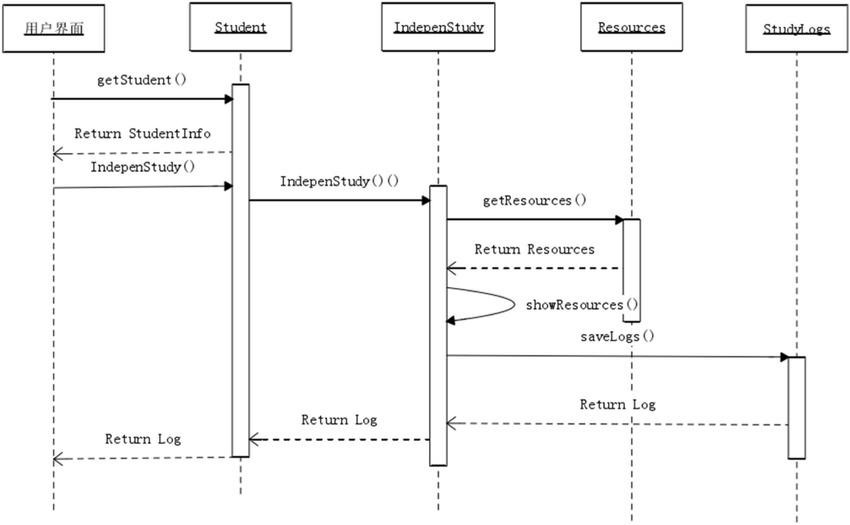 用户界面
Student
IndepenStudy
Resources
StudyLogs
getStudent()
Return StudentInfo
IndepenStudy()
IndepenStudy()()
getResources()
Return Resources
showResources()
saveLogs()
Return Log
Return Log
Return Log